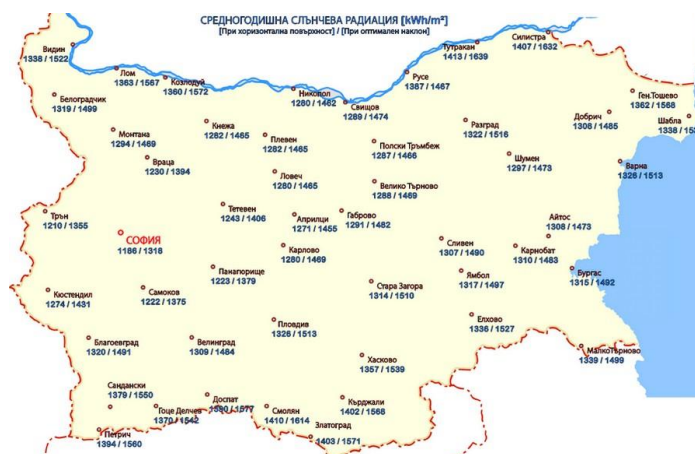 СРЕДНОГОДИШНА СЛЪНЧЕВА РАДИАЦИЯ [kWh/m²]
[При хоризонтална повърхност] / [При оптимален наклон]
Видин
1338 / 1522
Лом
1363 / 1567
Козлодуй
1360 / 1572
Никопол
1280 / 1462
Свищов
1289 / 1474
Русе
1367 / 1467
Тутракан
1413 / 1639
Силистра
1407 / 1632
Белоградчик
1319 / 1499
Монтана
1294 / 1469
Враца
1230 / 1394
Кнежа
1282 / 1465
Плевен
1282 / 1465
Ловеч
1280 / 1465
Полски Тръмбеж
1287 / 1466
Велико Търново
1288 / 1469
Разград
1322 / 1516
Шумен
1297 / 1473
Добрич
1308 / 1485
Ген.Тошево
1362 / 1568
Шабла
1338 /
Варна
1326 / 1513
Трън
1210 / 1355
СОФИЯ
1186 / 1318
Тетевен
1243 / 1406
Априлци
1271 / 1455
Габрово
1291 / 1482
Карлово
1280 / 1469
Сливен
1307 / 1490
Айтос
1308 / 1473
Карнобат
1310 / 1483
Бургас
1315 / 1492
Ямбол
1317 / 1497
Панапорище
1223 / 1379
Самоков
1222 / 1375
Кюстендил
1274 / 1431
Стара Загора
1314 / 1510
Елхово
1336 / 1527
МалкоТърново
1339 / 1499
Пловдив
1326 / 1513
Велинград
1309 / 1484
Благоевград
1320 / 1491
Хасково
1357 / 1539
Сандански
1379 / 1550
Гоце Делчев
1370 / 1542
Доспат
/ 1577
Смолян
1410 / 1614
Кърджали
1402 / 1568
Златоград
1403 / 1571
Петрич
1394 / 1560